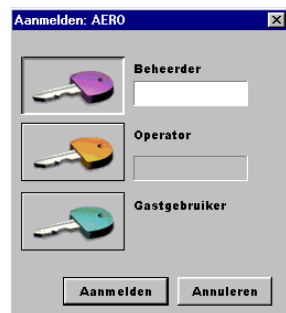 Aanmelden: AERO
Beheerder
Operator
Gastgebruiker
Aanmelden
Annuleren